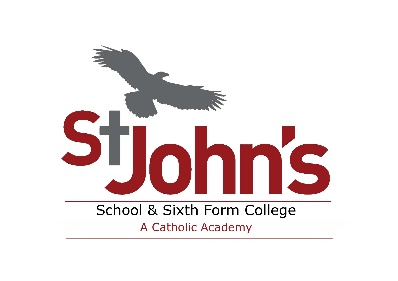 St
John's
School & Sixth Form College
A Catholic Academy